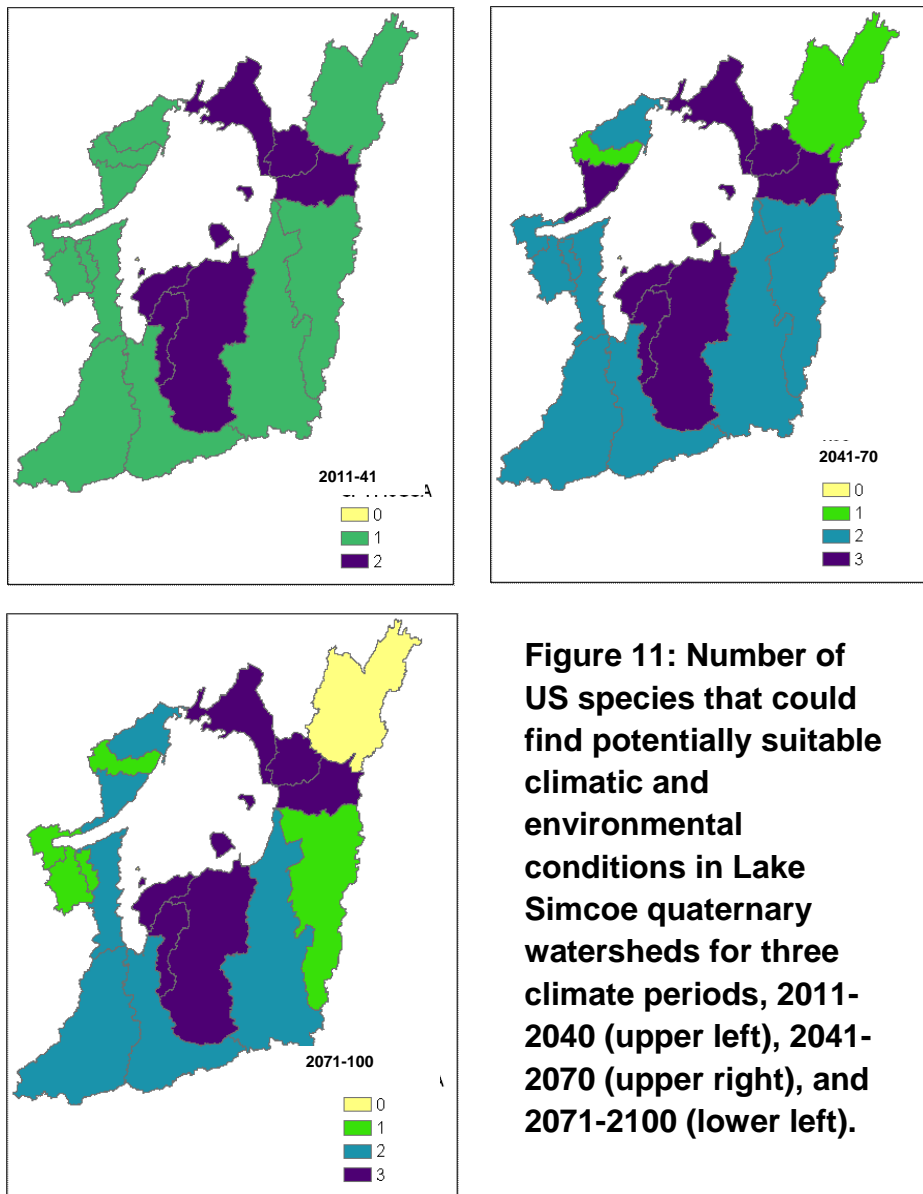 2011-41
0
1
2
2041-70
0
1
2
3
2071-100
0
1
2
3
Figure 11: Number of
US species that could
find potentially suitable
climatic and
environmental
conditions in Lake
Simcoe quaternary
watersheds for three
climate periods, 2011-
2040 (upper left), 2041-
2070 (upper right), and
2071-2100 (lower left).